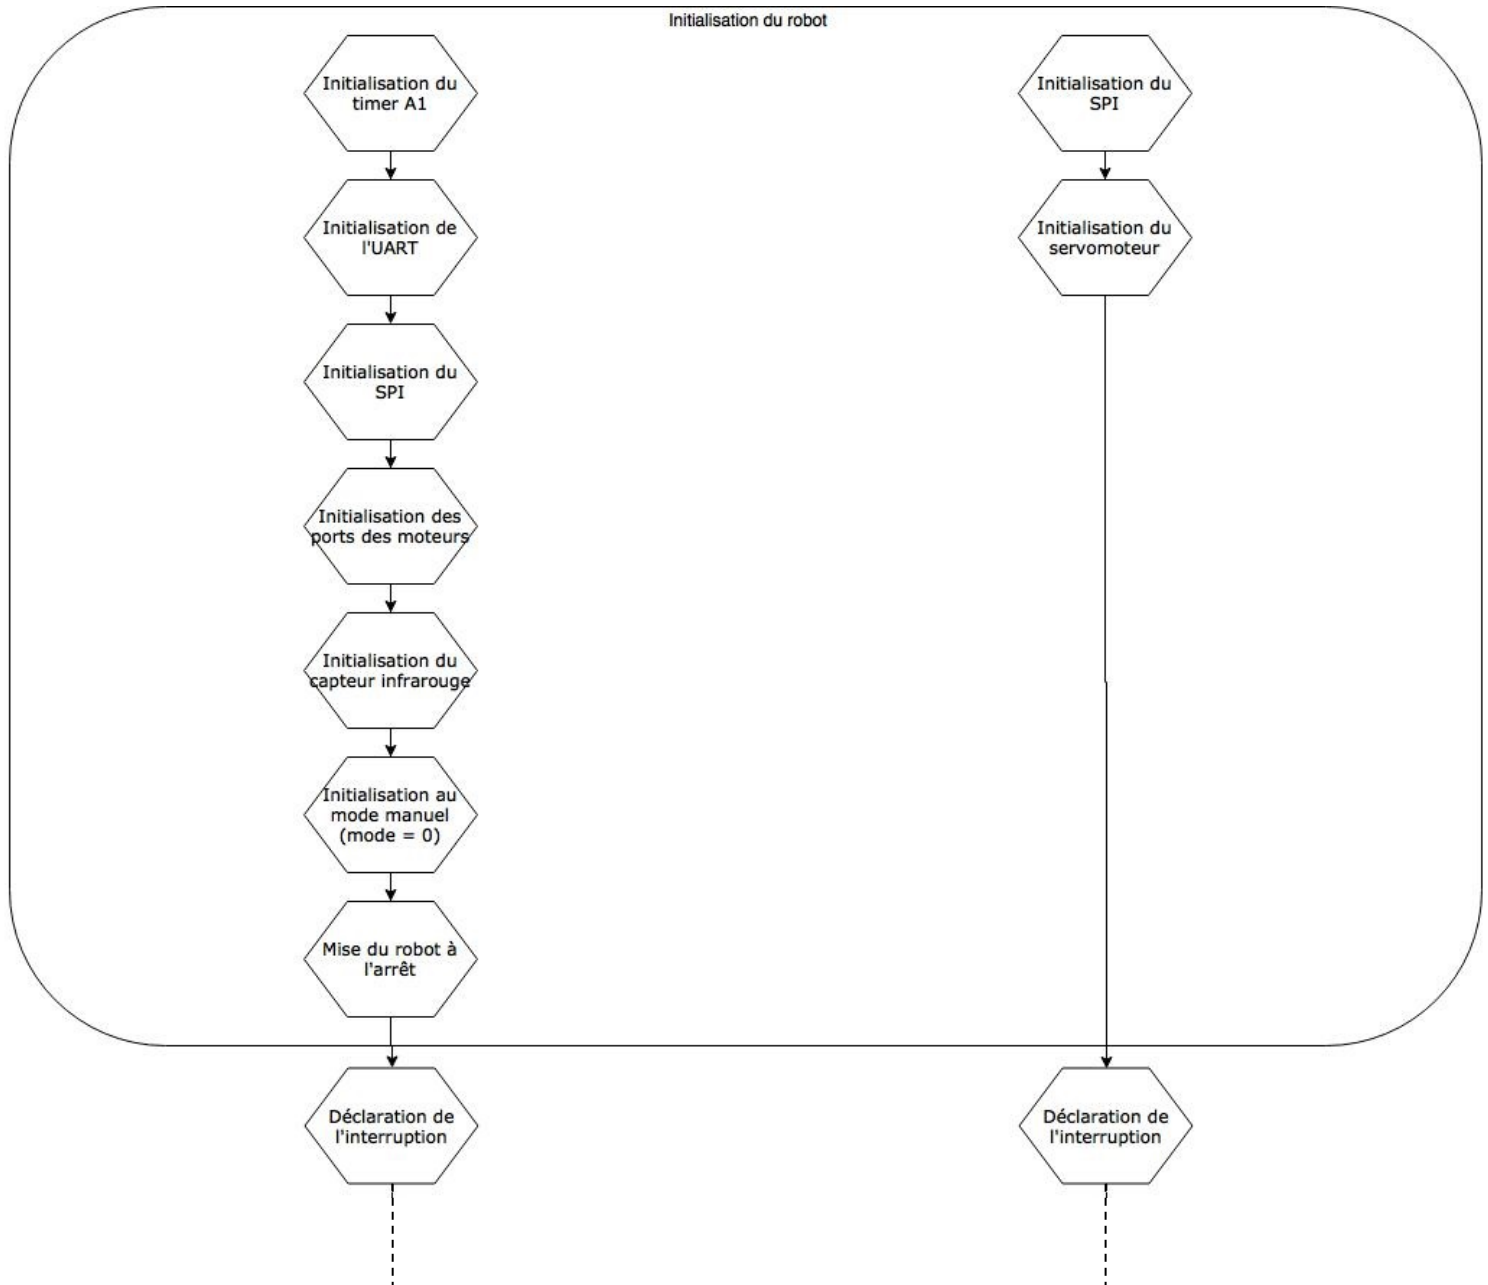 Initialisation du robot
Initialisation du
timer A1
Initialisation de
l'UART
Initialisation du
SPI
Initialisation des
ports des moteurs
Initialisation du
capteur infrarouge
Initialisation au
mode manuel
(mode = 0)
Mise du robot à
l'arrêt
Déclaration de
l'interruption
Initialisation du
SPI
Initialisation du
servomoteur
Déclaration de
l'interruption